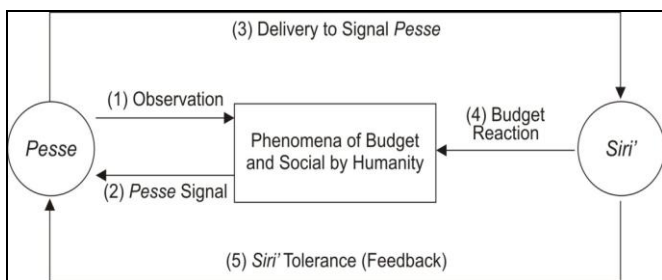 (3) Delivery to Signal Pesse
(1) Observation
Pesse
Phenomena of Budget
and Social by Humanity
(4) Budget
Reaction
Siri'
(2) Pesse Signal
(5) Siri' Tolerance (Feedback)